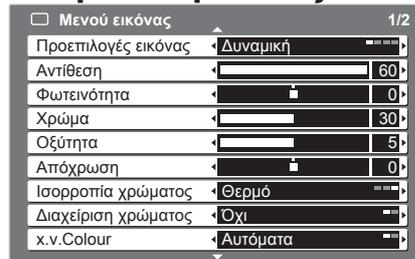 Μενού εικόνας 1/2
Προεπιλογές εικόνας Δυναμική
Αντίθεση 60
Φωτεινότητα 0
Χρώμα 30
Οξύτητα 5
Απόχρωση 0
Ισορροπία χρώματος Θερμό
Διαχείριση χρώματος Όχι
x.v.Colour Αυτόματα